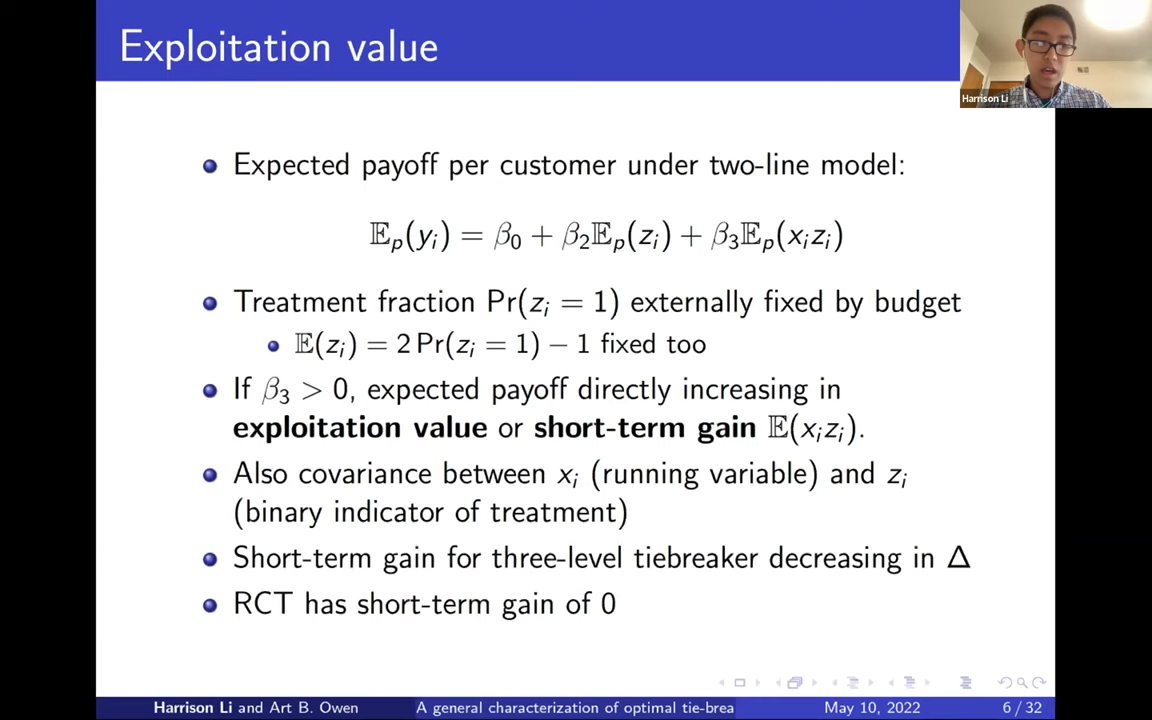 Exploitation value
Harrison Li
• Expected payoff per customer under two-line model:
𝔼ₚ(yᵢ) = β₀ + β₂𝔼ₚ(zᵢ) + β₃𝔼ₚ(xᵢzᵢ)
• Treatment fraction Pr(zᵢ = 1) externally fixed by budget
• 𝔼(zᵢ) = 2 Pr(zᵢ = 1) − 1 fixed too
• If β₃ > 0, expected payoff directly increasing in
exploitation value or short-term gain 𝔼(xᵢzᵢ).
• Also covariance between xᵢ (running variable) and zᵢ
(binary indicator of treatment)
• Short-term gain for three-level tiebreaker decreasing in Δ
• RCT has short-term gain of 0
Harrison Li and Art B. Owen A general characterization of optimal tie-brea May 10, 2022 6 / 32